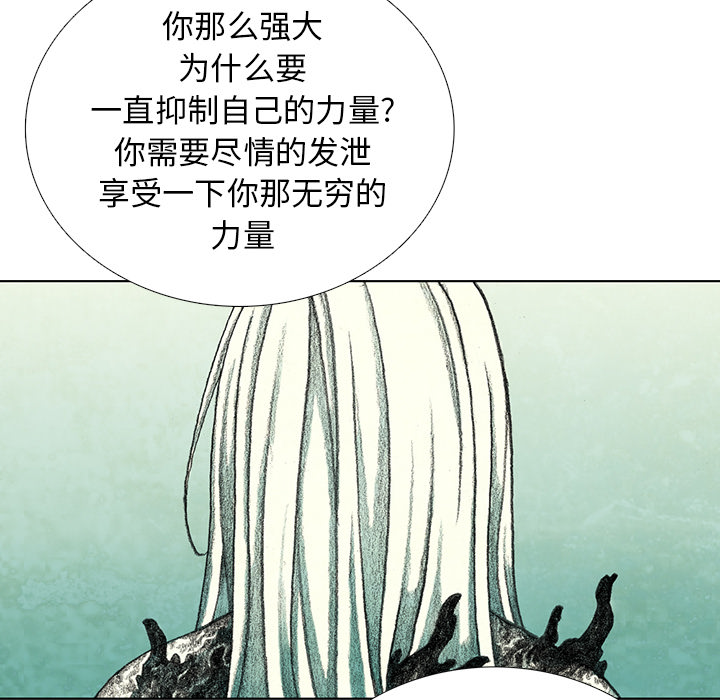 你那么强大
为什么要
一直抑制自己的力量?
你需要尽情的发泄
享受一下你那无穷的
力量